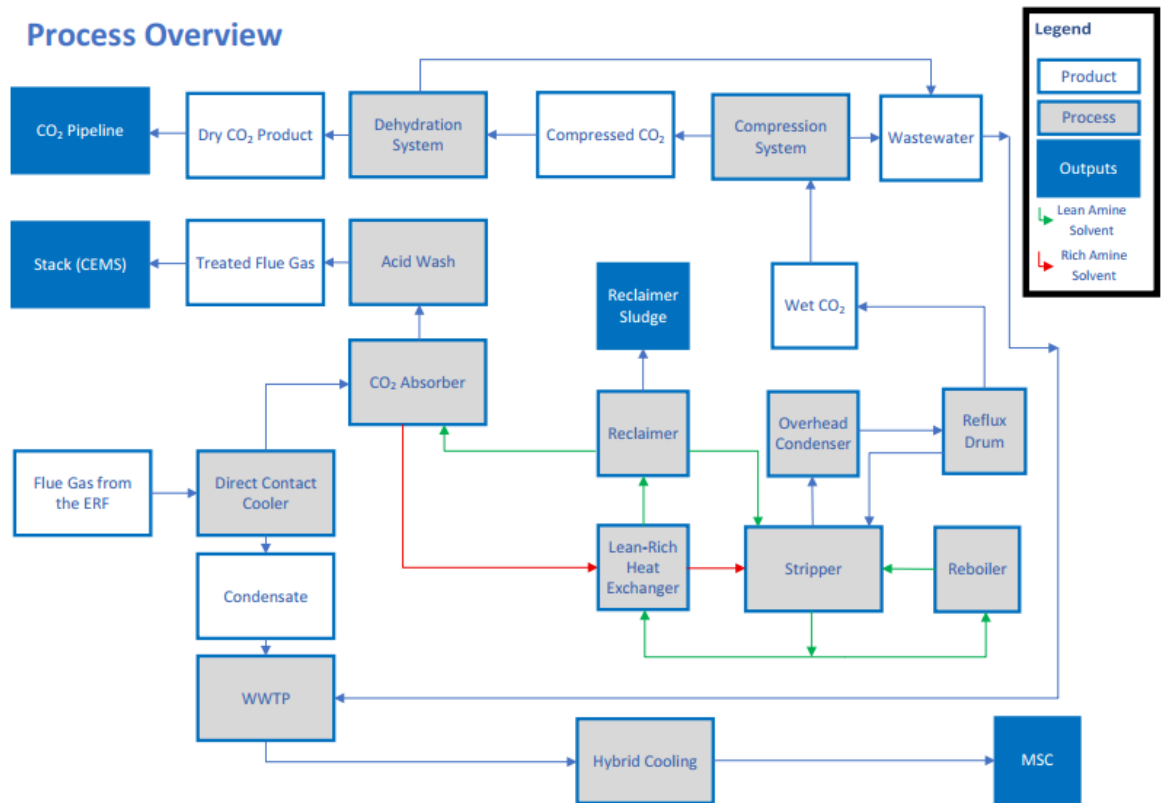 Process Overview
Legend
Product
Process
Outputs
Lean Amine
Solvent
Rich Amine
Solvent
CO₂ Pipeline
Dry CO₂ Product
Dehydration
System
Compressed CO₂
Compression
System
Wastewater
Stack (CEMS)
Treated Flue Gas
Acid Wash
Reclaimer
Sludge
Wet CO₂
CO₂ Absorber
Reclaimer
Overhead
Condenser
Reflux
Drum
Flue Gas from
the ERF
Direct Contact
Cooler
Lean-Rich
Heat
Exchanger
Stripper
Reboiler
Condensate
WWTP
Hybrid Cooling
MSC